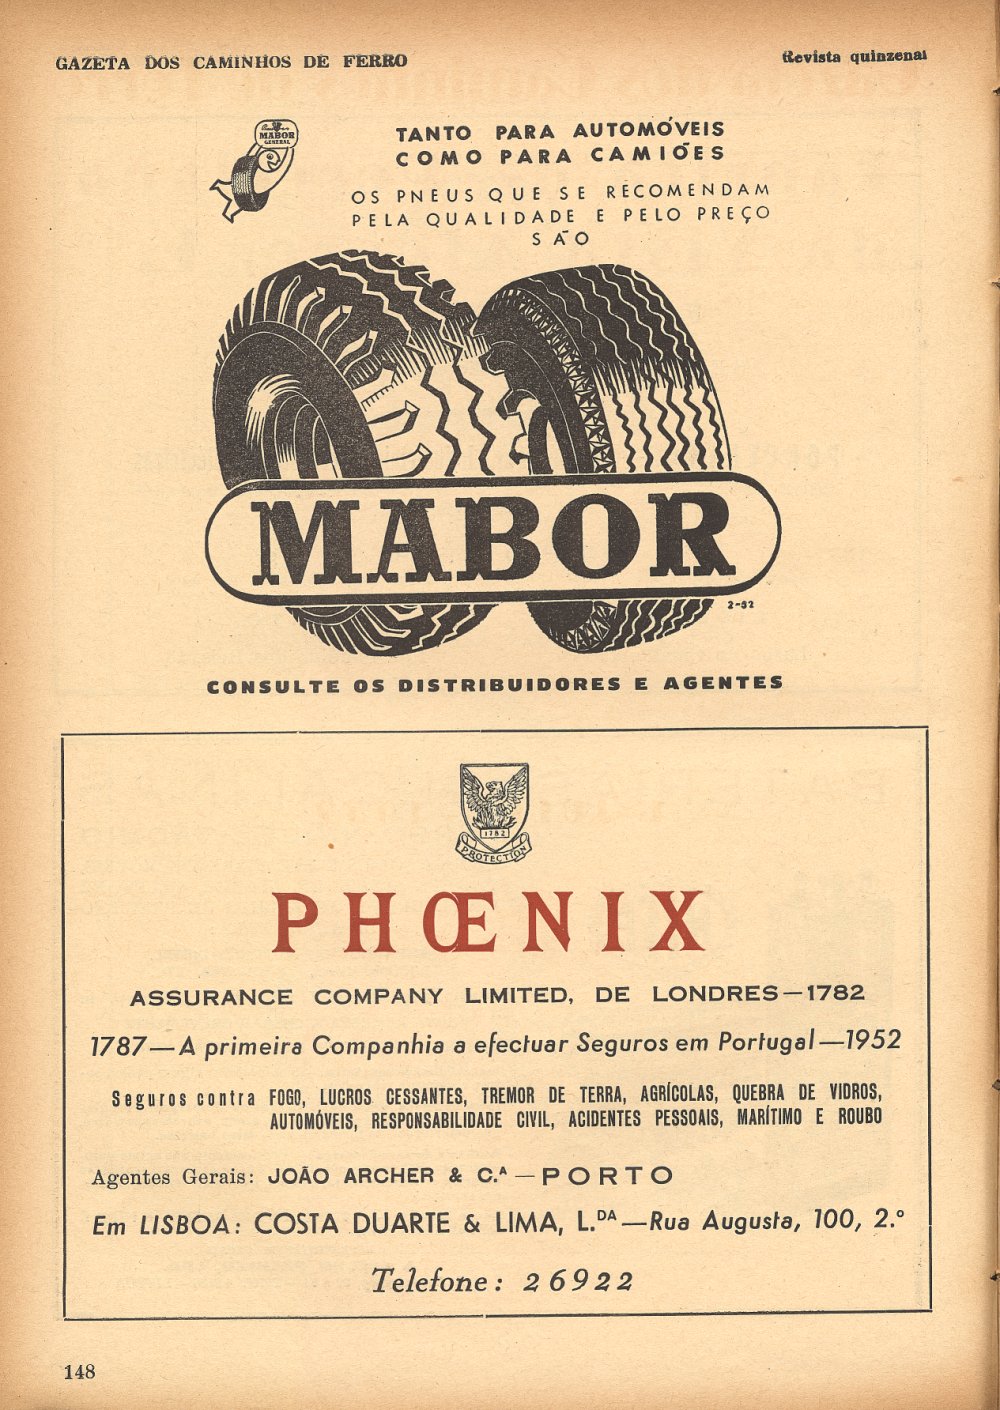 GAZETA DOS CAMINHOS DE FERRO
Revista quinzenal
MABOR
GENERAL
TANTO PARA AUTOMÓVEIS
COMO PARA CAMIÕES
OS PNEUS QUE SE RECOMENDAM
PELA QUALIDADE E PELO PREÇO
SÃO
MABOR
2-52
CONSULTE OS DISTRIBUIDORES E AGENTES
1782
PROTECTION
PHŒNIX
ASSURANCE COMPANY LIMITED, DE LONDRES—1782
1787—A primeira Companhia a efectuar Seguros em Portugal—1952
Seguros contra FOGO, LUCROS CESSANTES, TREMOR DE TERRA, AGRÍCOLAS, QUEBRA DE VIDROS,
AUTOMÓVEIS, RESPONSABILIDADE CIVIL, ACIDENTES PESSOAIS, MARÍTIMO E ROUBO
Agentes Gerais: JOÃO ARCHER & C.ᴬ — PORTO
Em LISBOA: COSTA DUARTE & LIMA, L.ᴰᴬ—Rua Augusta, 100, 2.º
Telefone: 26922
148